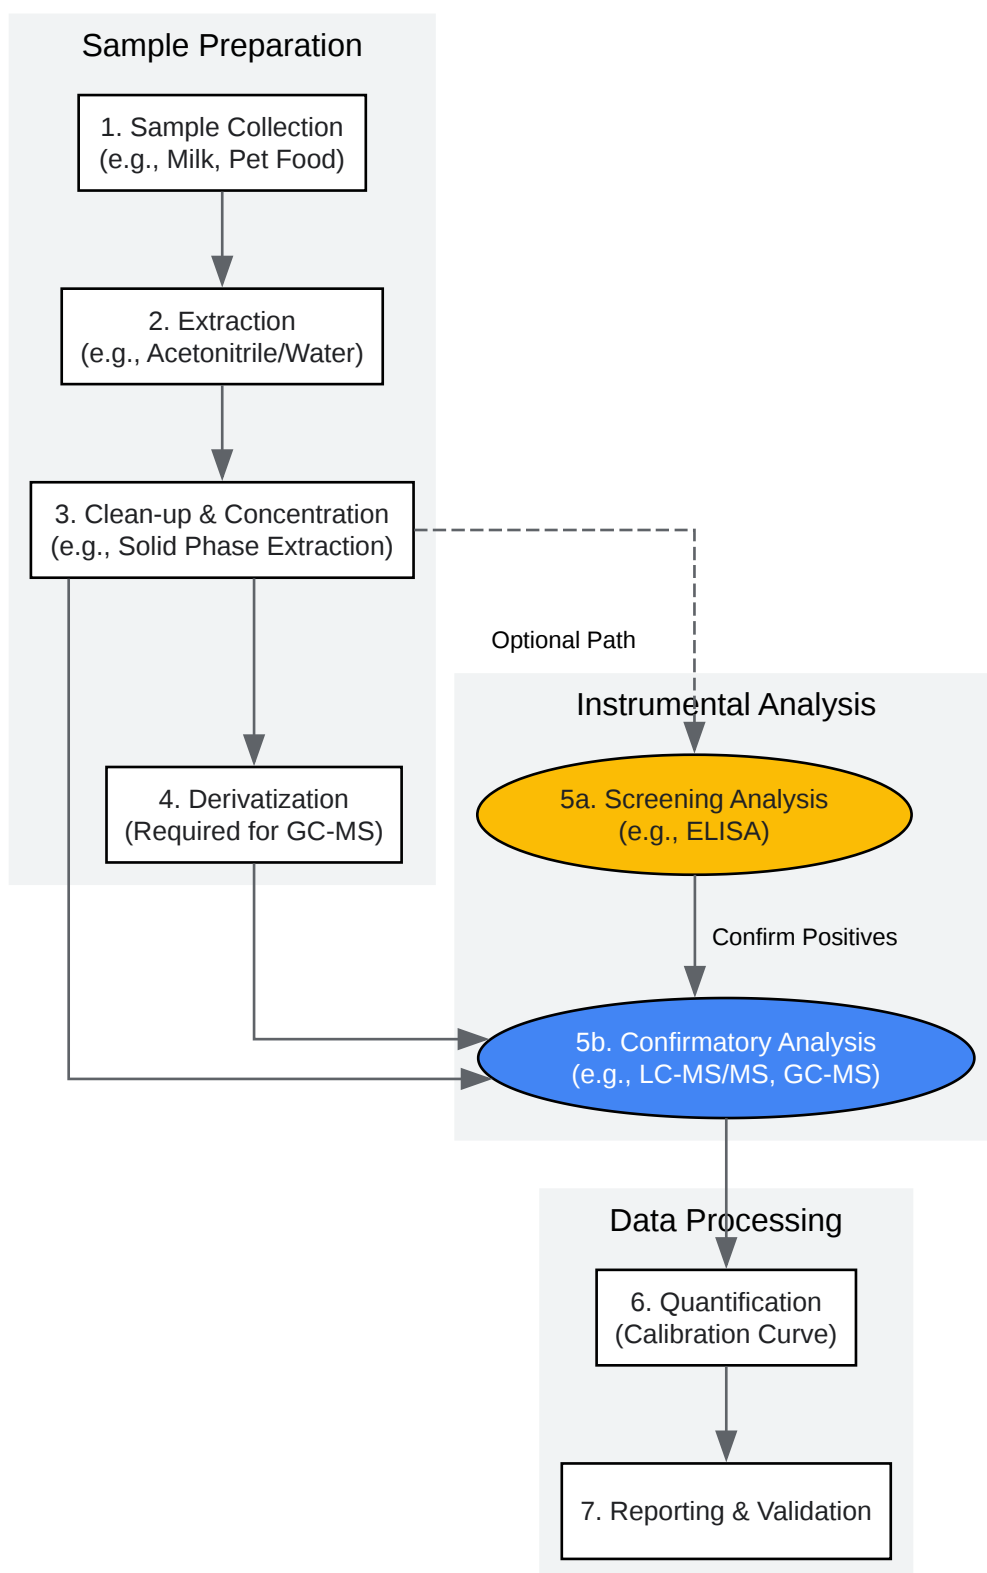 Sample Preparation
1. Sample Collection
(e.g., Milk, Pet Food)
2. Extraction
(e.g., Acetonitrile/Water)
3. Clean-up & Concentration
(e.g., Solid Phase Extraction)
Optional Path
4. Derivatization
(Required for GC-MS)
Instrumental Analysis
5a. Screening Analysis
(e.g., ELISA)
Confirm Positives
5b. Confirmatory Analysis
(e.g., LC-MS/MS, GC-MS)
Data Processing
6. Quantification
(Calibration Curve)
7. Reporting & Validation